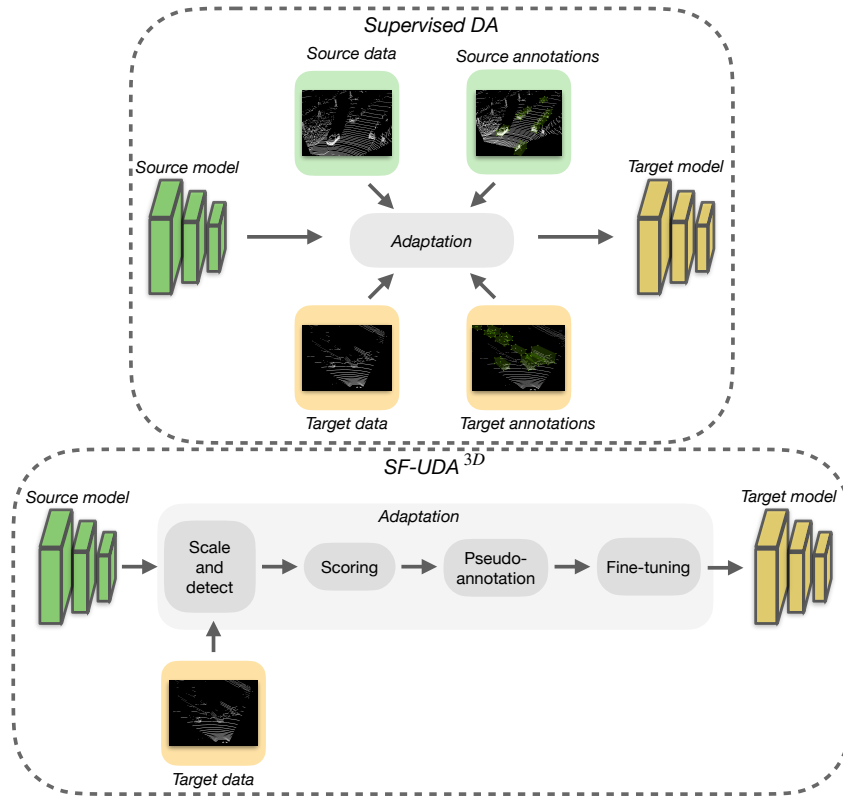 Supervised DA
Source data
Source annotations
Source model
Target model
Adaptation
Target data
Target annotations
SF-UDA^3D
Source model
Target model
Adaptation
Scale
and
detect
Scoring
Pseudo-
annotation
Fine-tuning
Target data